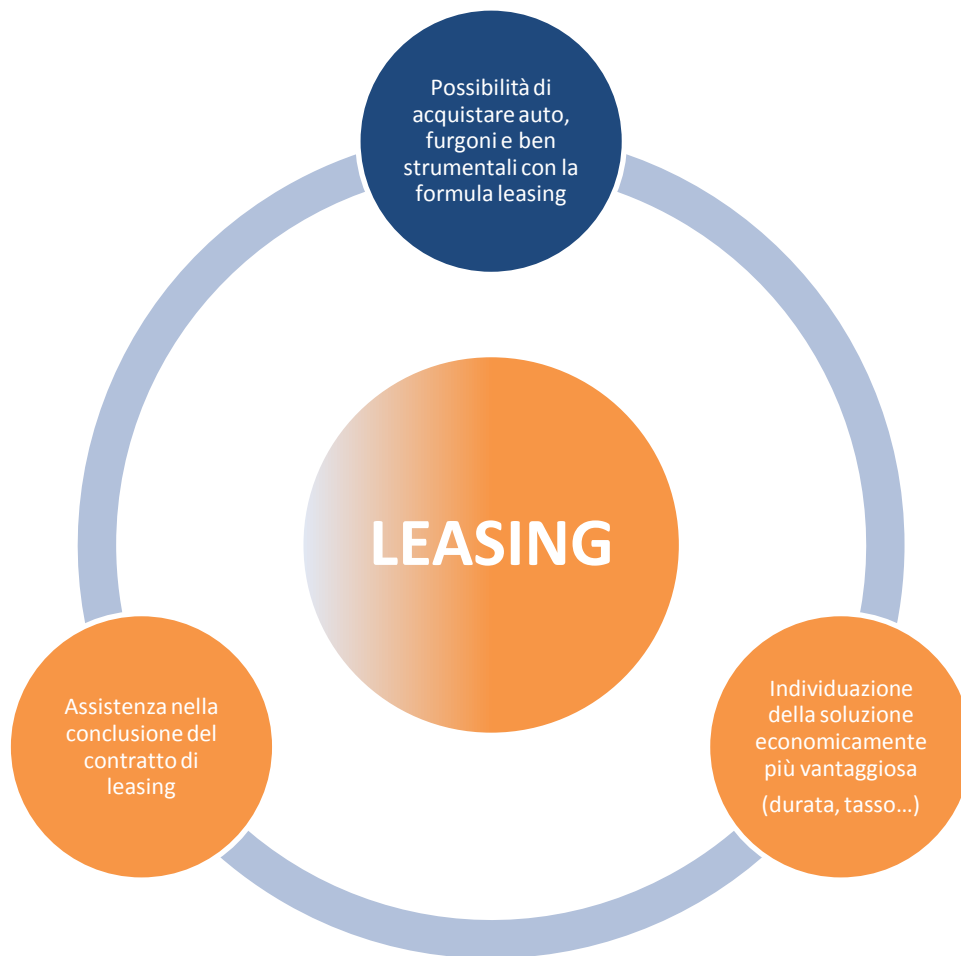 Possibilità di
acquistare auto,
furgoni e ben
strumentali con la
formula leasing
LEASING
Assistenza nella
conclusione del
contratto di
leasing
Individuazione
della soluzione
economicamente
più vantaggiosa
(durata, tasso...)